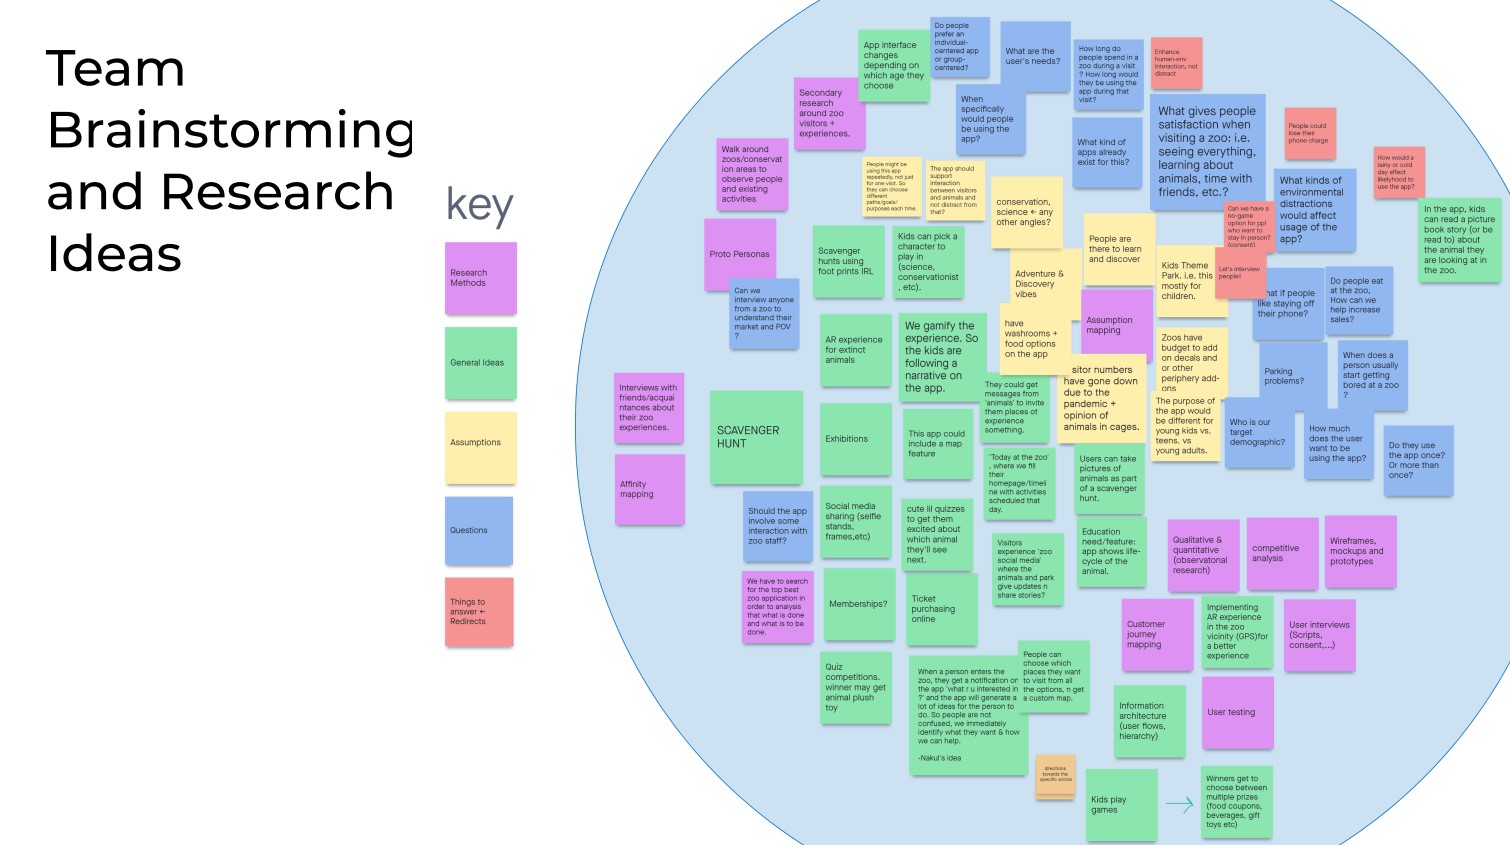 Team
Brainstorming
and Research
Ideas
key
Research
Methods
General Ideas
Assumptions
Questions
Things to
answer ←
Redirects
App interface
changes
depending on
which age they
choose
Do people
prefer an
individual-
centered app
or group-
centered?
What are the
user's needs?
How long do
people spend in a
zoo during a visit
? How long would
they be using the
app during that
visit?
Enhance
human-env
interaction, not
distract
Secondary
research
around zoo
visitors +
experiences.
When
specifically
would people
be using the
app?
What kind of
apps already
exist for this?
What gives people
satisfaction when
visiting a zoo: i.e.
seeing everything,
learning about
animals, time with
friends, etc.?
People could
lose their
phone charge
How would a
rainy or cold
day affect
likelyhood to
use the app?
Walk around
zoos/conservat
ion areas to
observe people
and existing
activities
People might be
using this app
repeatedly, not just
for one visit. So
they can choose
different
paths/goals/
purposes each time.
The app should
support
interaction
between visitors
and animals and
not distract from
that?
conservation,
science ← any
other angles?
What kinds of
environmental
distractions
would affect
usage of the
app?
Can we have a
no-game
option for ppl
who want to
stay in person?
(consent)
In the app, kids
can read a picture
book story (or be
read to) about
the animal they
are looking at in
the zoo.
Proto Personas
Scavenger
hunts using
foot prints IRL
Kids can pick a
character to
play in
(science,
conservationist
, etc).
People are
there to learn
and discover
Kids Theme
Park. i.e. this
mostly for
children.
Let's interview
people!
Adventure &
Discovery
vibes
Can we
interview anyone
from a zoo to
understand their
market and POV
?
hat if people
like staying off
their phone?
Do people eat
at the zoo,
How can we
help increase
sales?
AR experience
for extinct
animals
We gamify the
experience. So
the kids are
following a
narrative on
the app.
have
washrooms +
food options
on the app
Assumption
mapping
Zoos have
budget to add
on decals and
or other
periphery add-
ons
Parking
problems?
When does a
person usually
start getting
bored at a zoo
?
Interviews with
friends/acquai
ntances about
their zoo
experiences.
SCAVENGER
HUNT
Exhibitions
This app could
include a map
feature
They could get
messages from
'animals' to invite
them places ot
experience
something.
sitor numbers
have gone down
due to the
pandemic +
opinion of
animals in cages.
The purpose of
the app would
be different for
young kids vs.
teens. vs
young adults.
Who is our
target
demographic?
How much
does the user
want to be
using the app?
Do they use
the app once?
Or more than
once?
Affinity
mapping
'Today at the zoo'
, where we fill
their
homepage/timeli
ne with activities
scheduled that
day.
Users can take
pictures of
animals as part
of a scavenger
hunt.
Should the app
involve some
interaction with
zoo staff?
Social media
sharing (selfie
stands,
frames,etc)
cute lil quizzes
to get them
excited about
which animal
they'll see
next.
Visitors
experience 'zoo
social media'
where the
animals and park
give updates n
share stories?
Education
need/feature:
app shows life-
cycle of the
animal.
Qualitative &
quantitative
(observatonal
research)
competitive
analysis
Wireframes,
mockups and
prototypes
We have to search
for the top best
zoo application in
order to analysis
that what is done
and what is to be
done.
Memberships?
Ticket
purchasing
online
Customer
journey
mapping
Implementing
AR experience
in the zoo
vicinity (GPS)for
a better
experience
User interviews
(Scripts,
consent,...)
Quiz
competitions.
winner may get
animal plush
toy
When a person enters the
zoo, they get a notification on
the app 'what r u interested in
?' and the app will generate a
lot of ideas for the person to
do. So people are not
confused, we immediately
identify what they want & how
we can help.
-Nakul's idea
People can
choose which
places they want
to visit from all
the options, n get
a custom map.
Information
architecture
(user flows,
hierarchy)
User testing
directions
towards the
specific animal
Kids play
games
Winners get to
choose between
multiple prizes
(food coupons,
beverages, gift
toys etc)